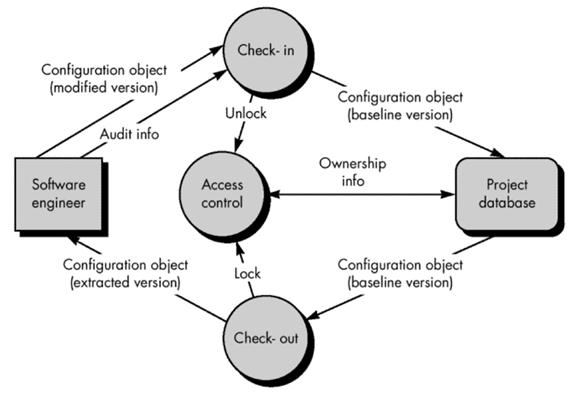 Check- in
Configuration object
(modified version)
Configuration object
(baseline version)
Unlock
Audit info
Ownership
info
Software
engineer
Access
control
Project
database
Configuration object
(extracted version)
Lock
Configuration object
(baseline version)
Check- out